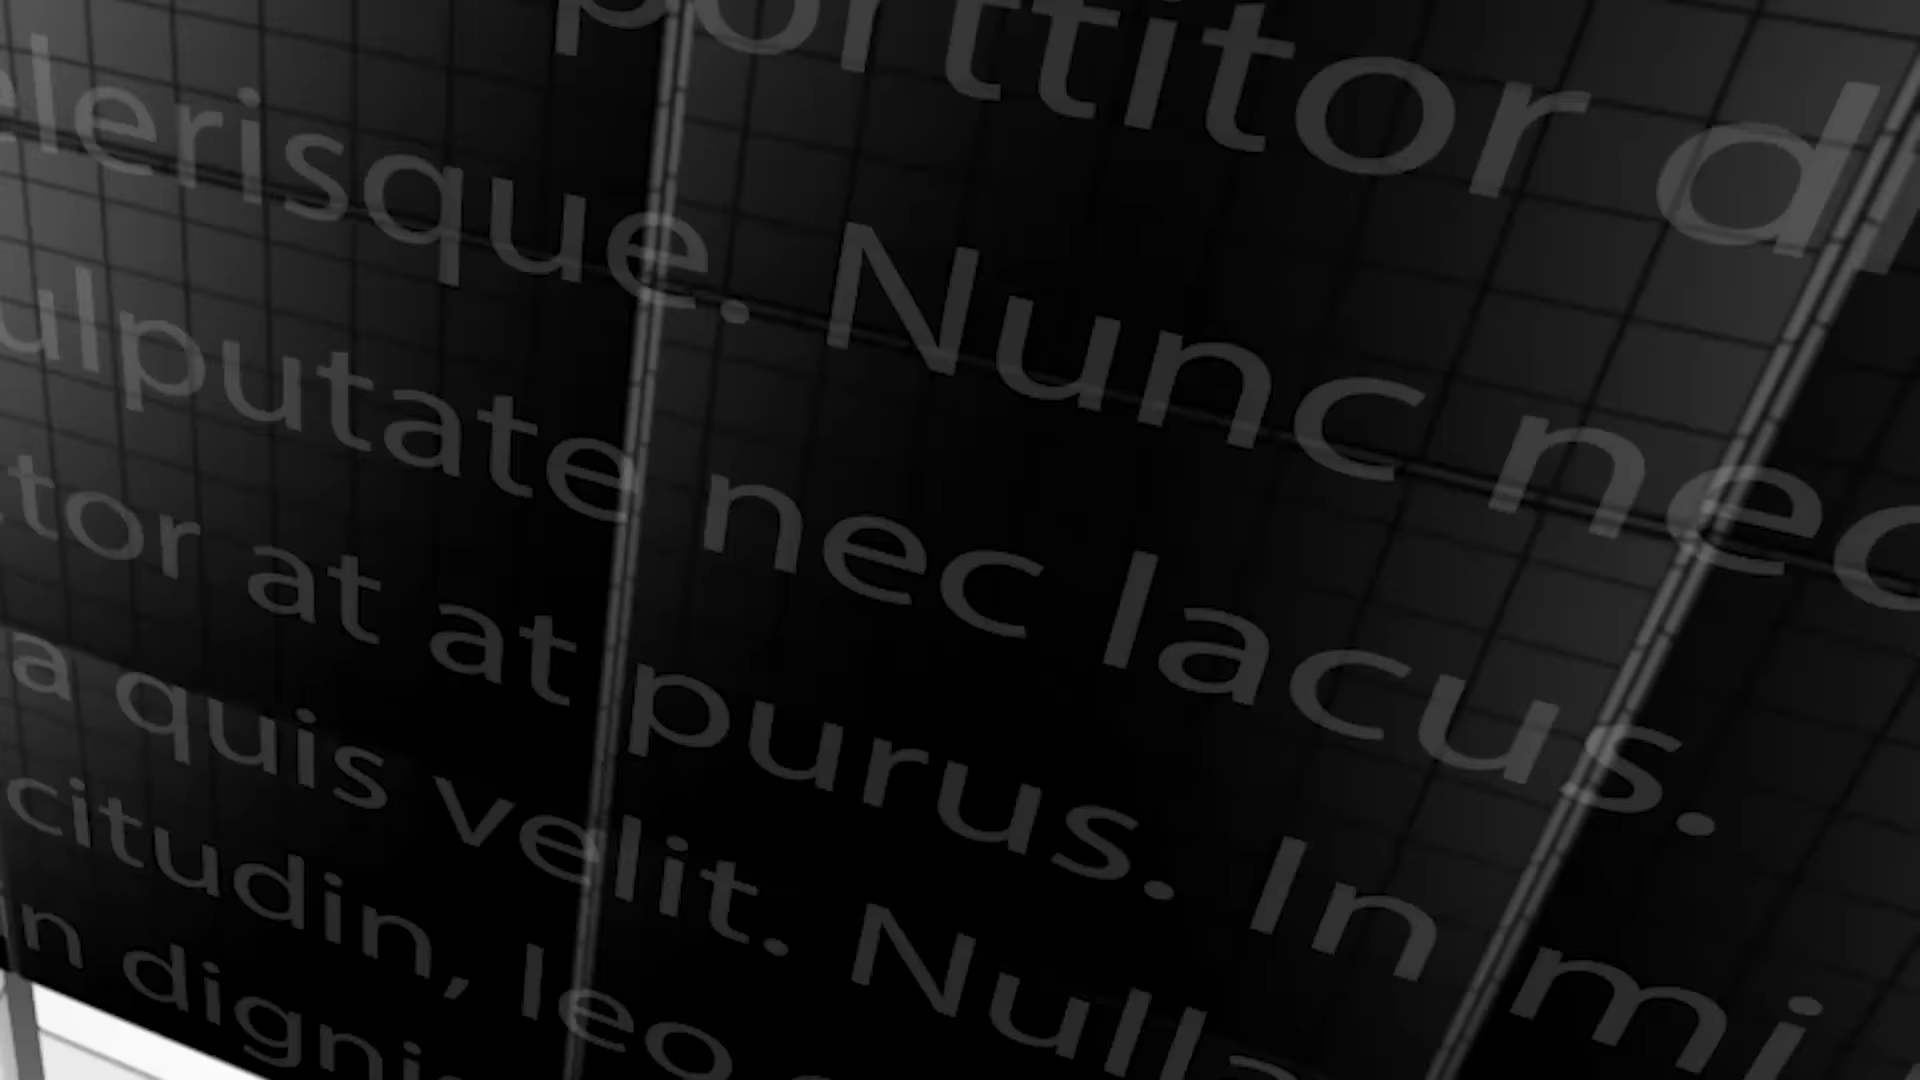 porttitor d
elerisque. Nunc nec
ulputate nec lacus.
tor at at purus. In mi
a quis velit. Nulla
citudin, leo
in digni